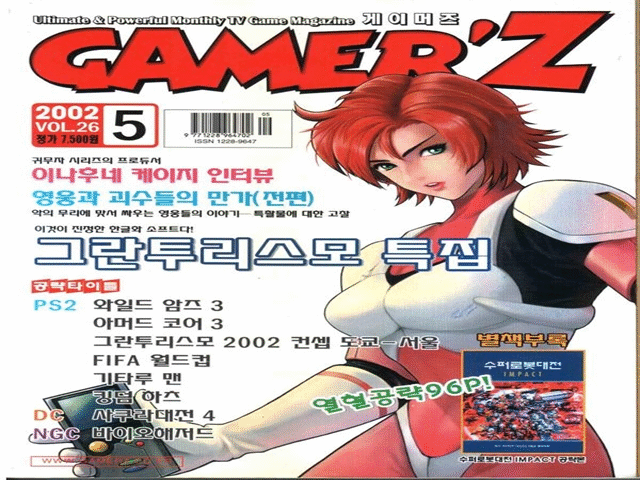 Ultimate & Powerful Monthly TV Game Magazine 게이머즈
GAMER'Z
2002
VOL.26
정가 7,500원
5
05
9 771228 964702
ISSN 1228-9647
귀무자 시리즈의 프로듀서
이나후네 케이지 인터뷰
영웅과 괴수들의 만가(전편)
악의 무리에 맞서 싸우는 영웅들의 이야기— 특촬물에 대한 고찰
이것이 진정한 한글화 소프트다!
그란투리스모 특집
공략타이틀
PS2 와일드 암즈 3
아머드 코어 3
그란투리스모 2002 컨셉 도쿄-서울
FIFA 월드컵
기타루 맨
킹덤 하츠
DC 사쿠라대전 4
NGC 바이오해저드
열혈공략96P!
별책부록
수퍼로봇대전
IMPACT
수퍼로봇대전 IMPACT 공략본